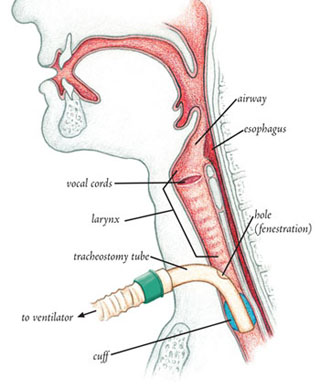 airway
esophagus
vocal cords
larynx
hole
(fenestration)
tracheostomy tube
to ventilator
cuff